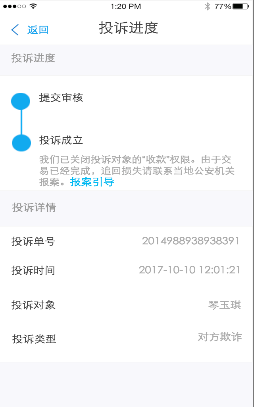 1:20 PM 77%
返回 投诉进度
投诉进度
提交审核
投诉成立
我们已关闭投诉对象的“收款”权限。由于交
易已经完成，追回损失请联系当地公安机关
报案。报案引导
投诉详情
投诉单号 2014988938938391
投诉时间 2017-10-10 12:01:21
投诉对象 琴玉琪
投诉类型 对方欺诈